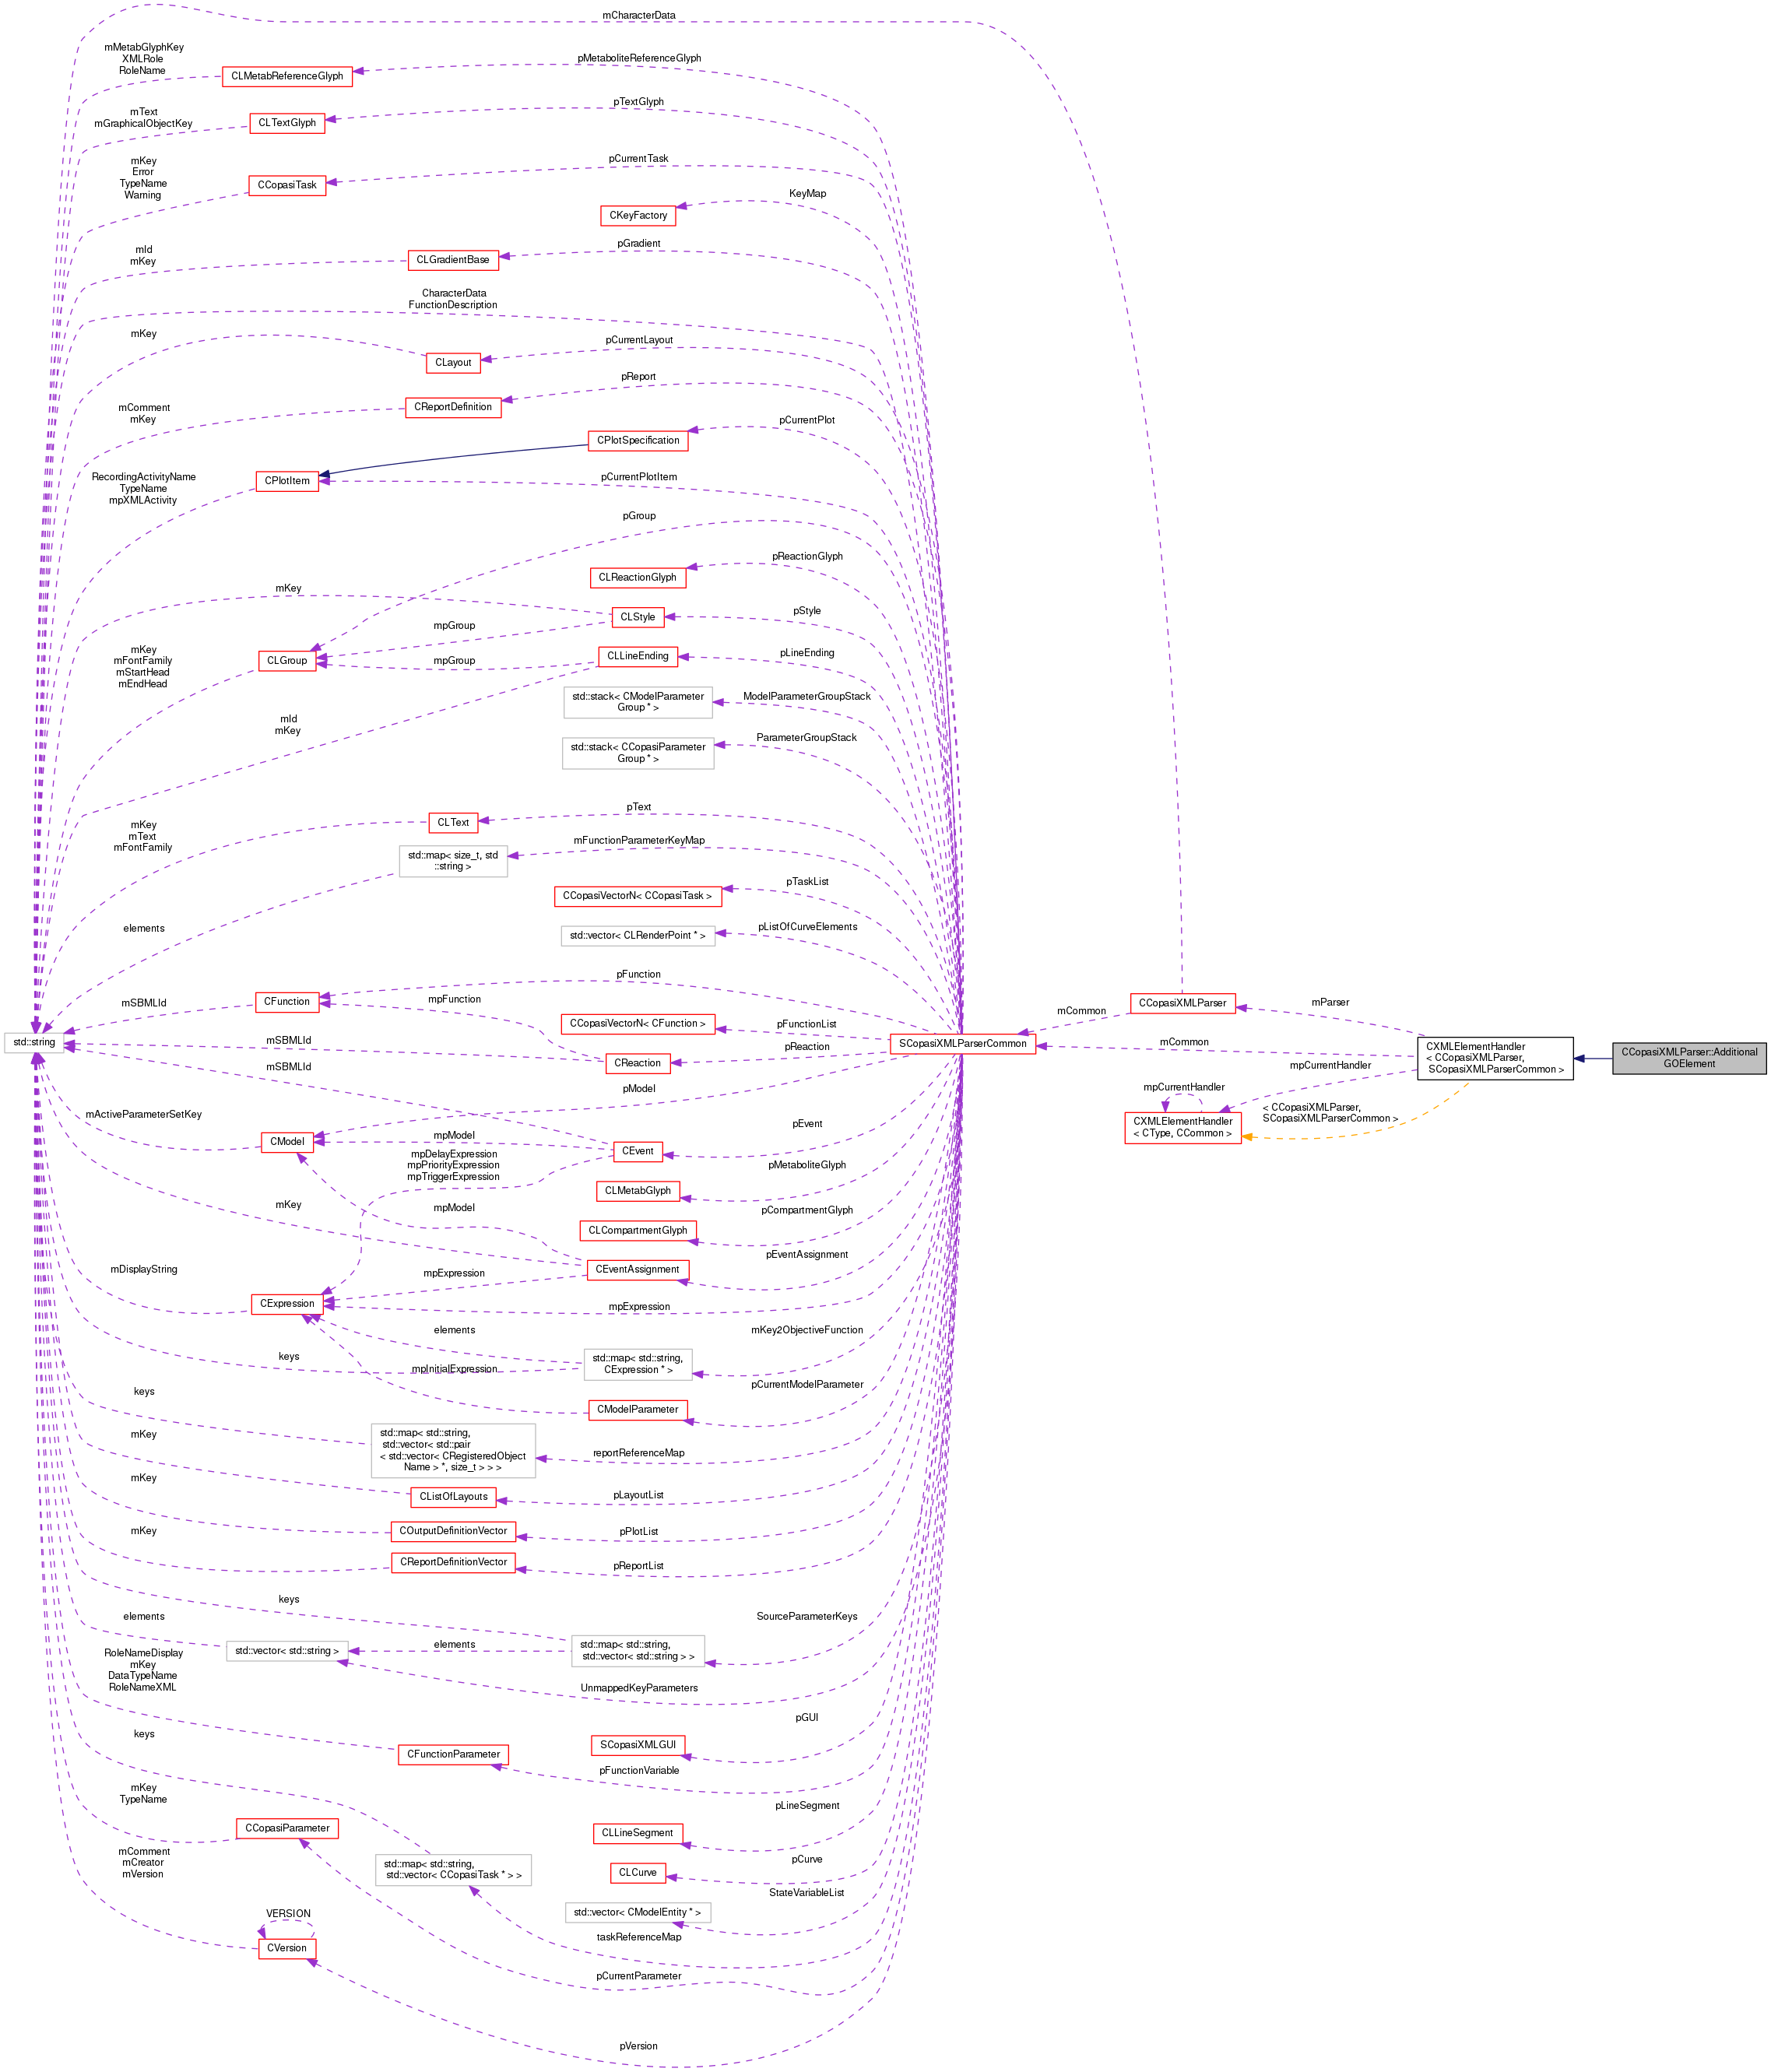 mCharacterData
mMetabGlyphKey
XMLRole
RoleName
CLMetabReferenceGlyph
pMetaboliteReferenceGlyph
mText
mGraphicalObjectKey
CLTextGlyph
pTextGlyph
mKey
Error
TypeName
Warning
CCopasiTask
pCurrentTask
CKeyFactory
KeyMap
mId
mKey
CLGradientBase
pGradient
CharacterData
FunctionDescription
mKey
CLayout
pCurrentLayout
mComment
mKey
CReportDefinition
pReport
CPlotSpecification
pCurrentPlot
RecordingActivityName
TypeName
mpXMLActivity
CPlotItem
pCurrentPlotItem
pGroup
CLReactionGlyph
pReactionGlyph
mKey
CLStyle
pStyle
mpGroup
mKey
mFontFamily
mStartHead
mEndHead
CLGroup
mpGroup
CLLineEnding
pLineEnding
mId
mKey
std::stack< CModelParameter
Group * >
ModelParameterGroupStack
std::stack< CCopasiParameter
Group * >
ParameterGroupStack
mKey
mText
mFontFamily
CLText
pText
std::map< size_t, std
::string >
mFunctionParameterKeyMap
elements
CCopasiVectorN< CCopasiTask >
pTaskList
std::vector< CLRenderPoint * >
pListOfCurveElements
mSBMLId
CFunction
mpFunction
pFunction
CCopasiVectorN< CFunction >
pFunctionList
std::string
mSBMLId
CReaction
pReaction
SCopasiXMLParserCommon
mCommon
CCopasiXMLParser
mParser
mCommon
CXMLElementHandler
< CCopasiXMLParser,
SCopasiXMLParserCommon >
CCopasiXMLParser::Additional
GOElement
mpCurrentHandler
mpCurrentHandler
< CCopasiXMLParser,
SCopasiXMLParserCommon >
CXMLElementHandler
< CType, CCommon >
mSBMLId
pModel
mActiveParameterSetKey
CModel
mpModel
CEvent
pEvent
mpDelayExpression
mpPriorityExpression
mpTriggerExpression
CLMetabGlyph
pMetaboliteGlyph
mKey
mpModel
CLCompartmentGlyph
pCompartmentGlyph
mDisplayString
mpExpression
CEventAssignment
pEventAssignment
CExpression
mpExpression
elements
keys
std::map< std::string,
CExpression * >
mKey2ObjectiveFunction
mpInitialExpression
CModelParameter
pCurrentModelParameter
keys
std::map< std::string,
std::vector< std::pair
< std::vector< CRegisteredObject
Name > *, size_t > > >
reportReferenceMap
mKey
CListOfLayouts
pLayoutList
mKey
COutputDefinitionVector
pPlotList
mKey
CReportDefinitionVector
pReportList
keys
elements
std::vector< std::string >
elements
std::map< std::string,
std::vector< std::string > >
SourceParameterKeys
UnmappedKeyParameters
RoleNameDisplay
mKey
DataTypeName
RoleNameXML
CFunctionParameter
SCopasiXMLGUI
pGUI
pFunctionVariable
keys
mKey
TypeName
CCopasiParameter
CLLineSegment
pLineSegment
std::map< std::string,
std::vector< CCopasiTask * > >
CLCurve
pCurve
mComment
mCreator
mVersion
std::vector< CModelEntity * >
StateVariableList
taskReferenceMap
VERSION
CVersion
pCurrentParameter
pVersion